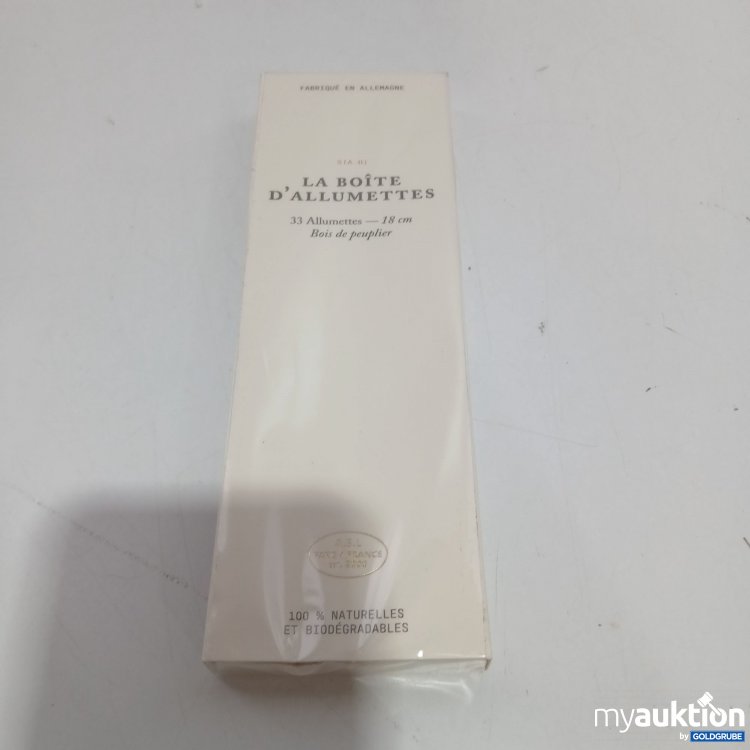 FABRIQUÉ EN ALLEMAGNE
LA BOÎTE
D'ALLUMETTES
33 Allumettes — 18 cm
Bois de peuplier
FRANCE
100 % NATURELLES
ET BIODÉGRADABLES
myauktion
by GOLDGRUBE